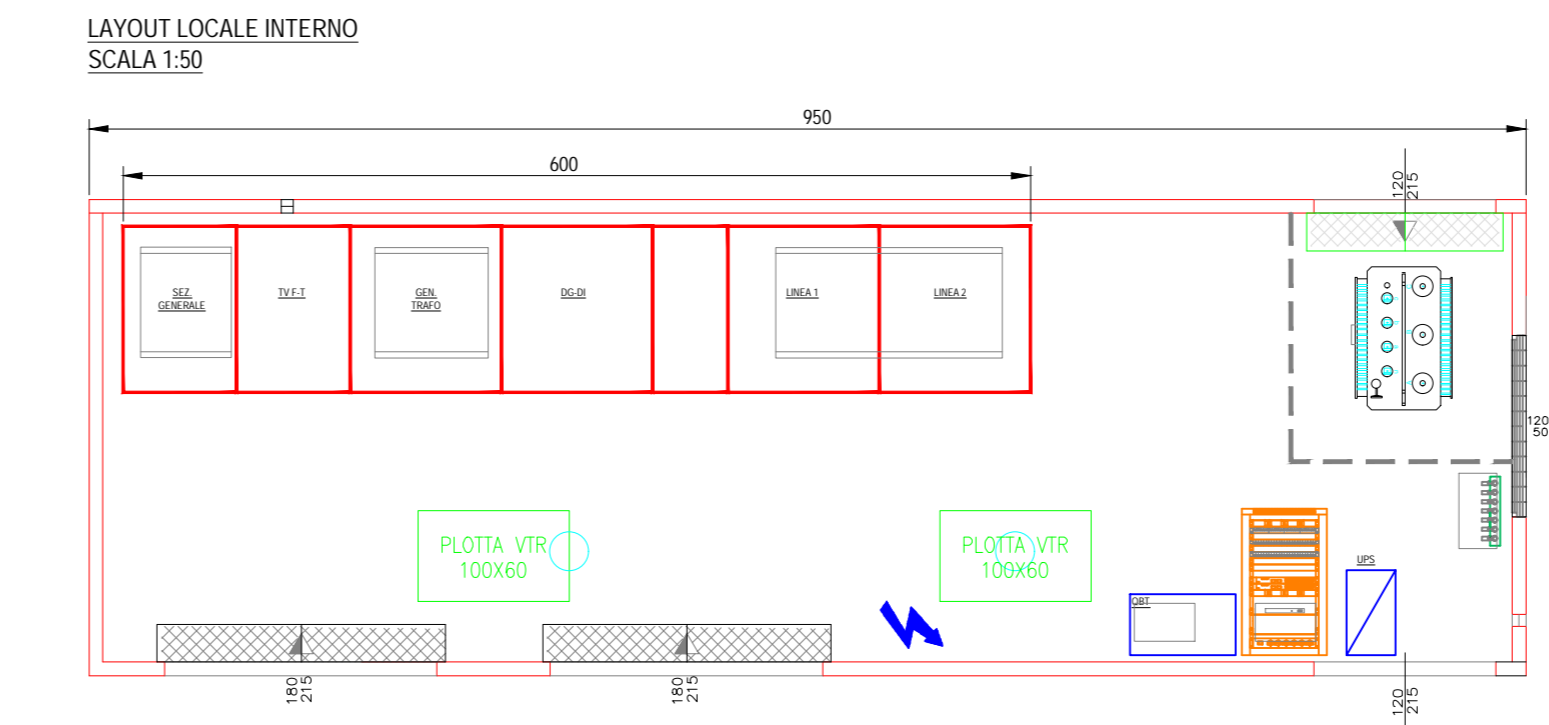 LAYOUT LOCALE INTERNO
SCALA 1:50
950
600
120
215
SEZ.
GENERALE
TV F-T
GEN.
TRAFO
DG-DI
LINEA 1
LINEA 2
120
50
PLOTTA VTR
100X60
PLOTTA VTR
100X60
UPS
QBT
180
215
180
215
120
215